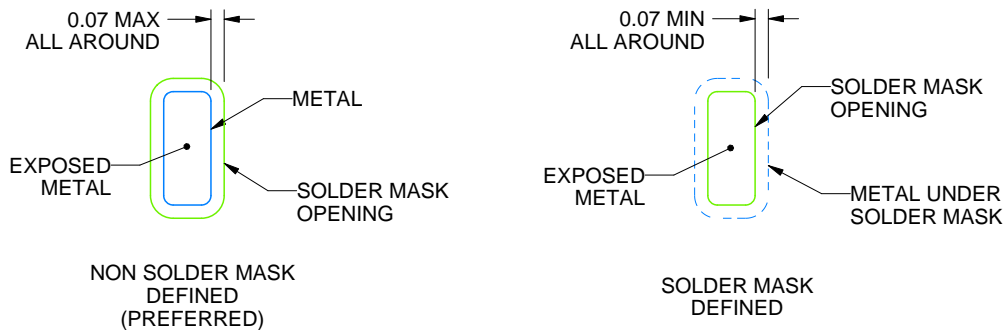 0.07 MAX
ALL AROUND
METAL
EXPOSED
METAL
SOLDER MASK
OPENING
NON SOLDER MASK
DEFINED
(PREFERRED)
0.07 MIN
ALL AROUND
SOLDER MASK
OPENING
EXPOSED
METAL
METAL UNDER
SOLDER MASK
SOLDER MASK
DEFINED